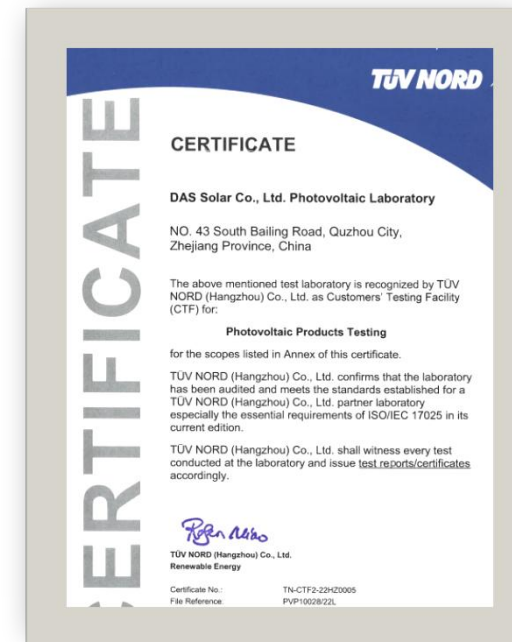 TÜV NORD
CERTIFICATE
CERTIFICATE
DAS Solar Co., Ltd. Photovoltaic Laboratory
NO. 43 South Bailing Road, Quzhou City,
Zhejiang Province, China
The above mentioned test laboratory is recognized by TÜV
NORD (Hangzhou) Co., Ltd. as Customers' Testing Facility
(CTF) for:
Photovoltaic Products Testing
for the scopes listed in Annex of this certificate.
TÜV NORD (Hangzhou) Co., Ltd. confirms that the laboratory
has been audited and meets the standards established for a
TÜV NORD (Hangzhou) Co., Ltd. partner laboratory
especially the essential requirements of ISO/IEC 17025 in its
current edition.
TÜV NORD (Hangzhou) Co., Ltd. shall witness every test
conducted at the laboratory and issue test reports/certificates
accordingly.
TÜV NORD (Hangzhou) Co., Ltd.
Renewable Energy
Certificate No.: TN-CTF2-22HZ0005
File Reference: PVP10028/22L